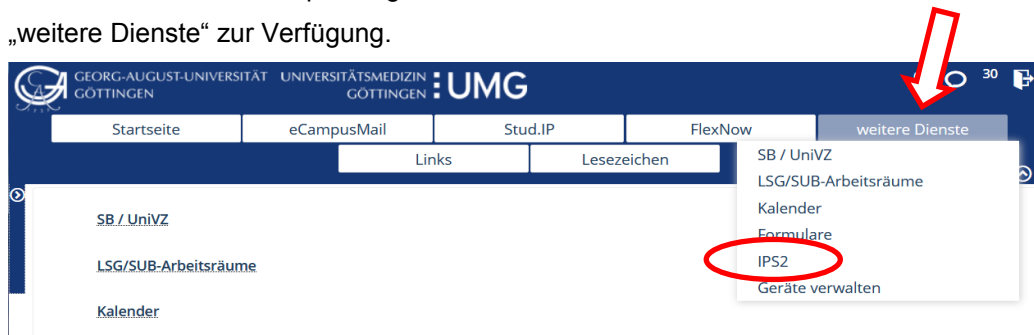 „weitere Dienste“ zur Verfügung.
GEORG-AUGUST-UNIVERSITÄT UNIVERSITÄTSMEDIZIN
GÖTTINGEN GÖTTINGEN UMG
30
Startseite eCampusMail Stud.IP FlexNow weitere Dienste
Links Lesezeichen
SB / UniVZ
LSG/SUB-Arbeitsräume
Kalender
Formulare
IPS2
Geräte verwalten
SB / UniVZ
LSG/SUB-Arbeitsräume
Kalender